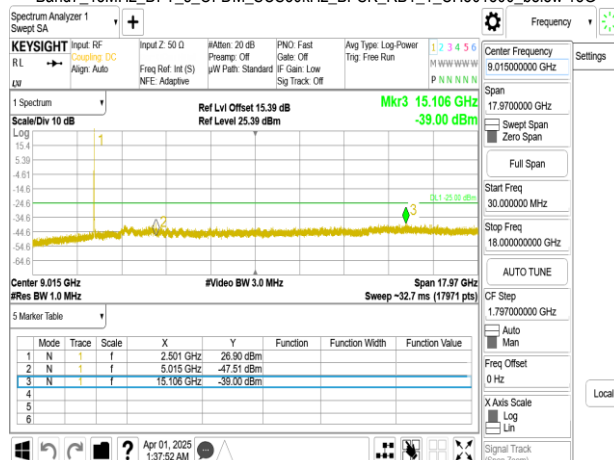 Spectrum Analyzer 1
Swept SA
Frequency
KEYSIGHT
RL
Input: RF
Coupling: DC
Align: Auto
Input Z: 50 Ω
Freq Ref: Int (S)
NFE: Adaptive
#Atten: 20 dB
Preamp: Off
µW Path: Standard
PNO: Fast
Gate: Off
IF Gain: Low
Sig Track: Off
Avg Type: Log-Power
Trig: Free Run
1 2 3 4 5 6
M W W W W W
P N N N N N
Center Frequency
9.015000000 GHz
Settings
Span
17.9700000 GHz
Swept Span
Zero Span
Full Span
Start Freq
30.000000 MHz
Stop Freq
18.000000000 GHz
AUTO TUNE
CF Step
1.797000000 GHz
Auto
Man
Freq Offset
0 Hz
X Axis Scale
Log
Lin
Signal Track
Local
1 Spectrum
Scale/Div 10 dB
Ref Lvl Offset 15.39 dB
Ref Level 25.39 dBm
Mkr3 15.106 GHz
-39.00 dBm
Log
15.4
5.39
-4.61
-14.6
-24.6
-34.6
-44.6
-54.6
-64.6
1
2
3
DL1 -25.00 dBm
Center 9.015 GHz
#Video BW 3.0 MHz
Span 17.97 GHz
#Res BW 1.0 MHz
Sweep ~32.7 ms (17971 pts)
5 Marker Table
Mode Trace Scale X Y Function Function Width Function Value
1 N 1 f 2.501 GHz 26.90 dBm
2 N 1 f 5.015 GHz -47.51 dBm
3 N 1 f 15.106 GHz -39.00 dBm
4
5
6
Apr 01, 2025
1:37:52 AM